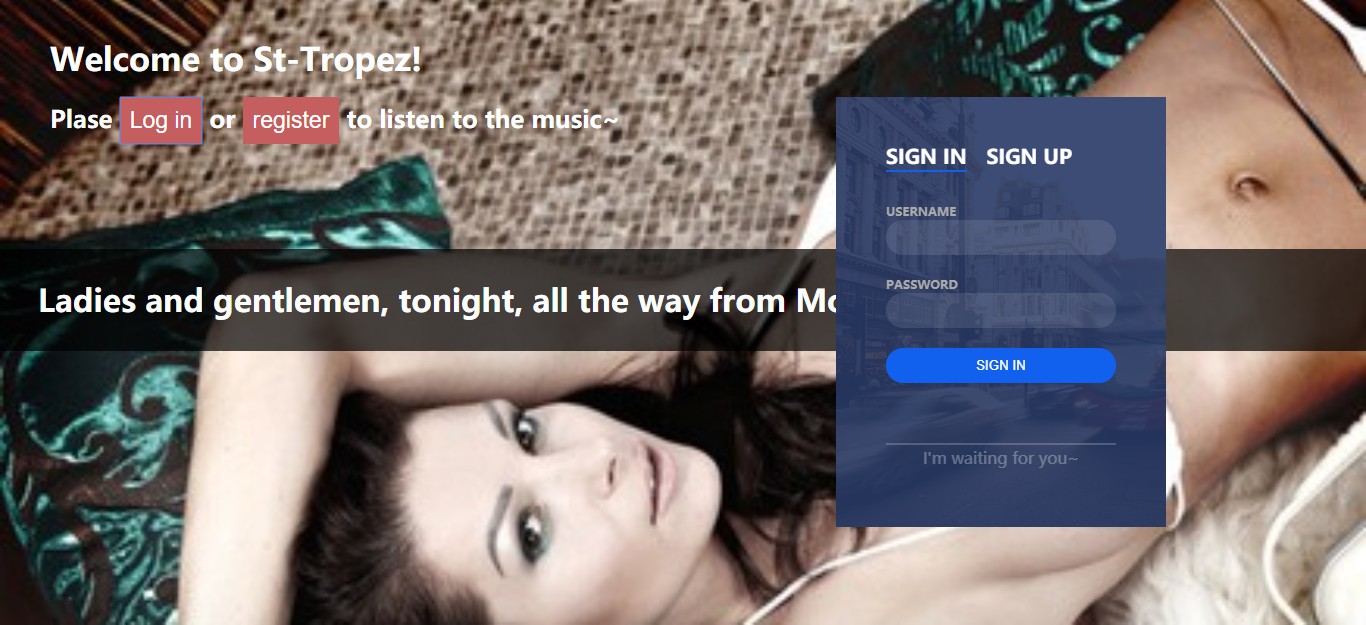 Welcome to St-Tropez!
Plase Log in or register to listen to the music~
SIGN IN SIGN UP
USERNAME
Ladies and gentlemen, tonight, all the way from
PASSWORD
SIGN IN
I'm waiting for you~